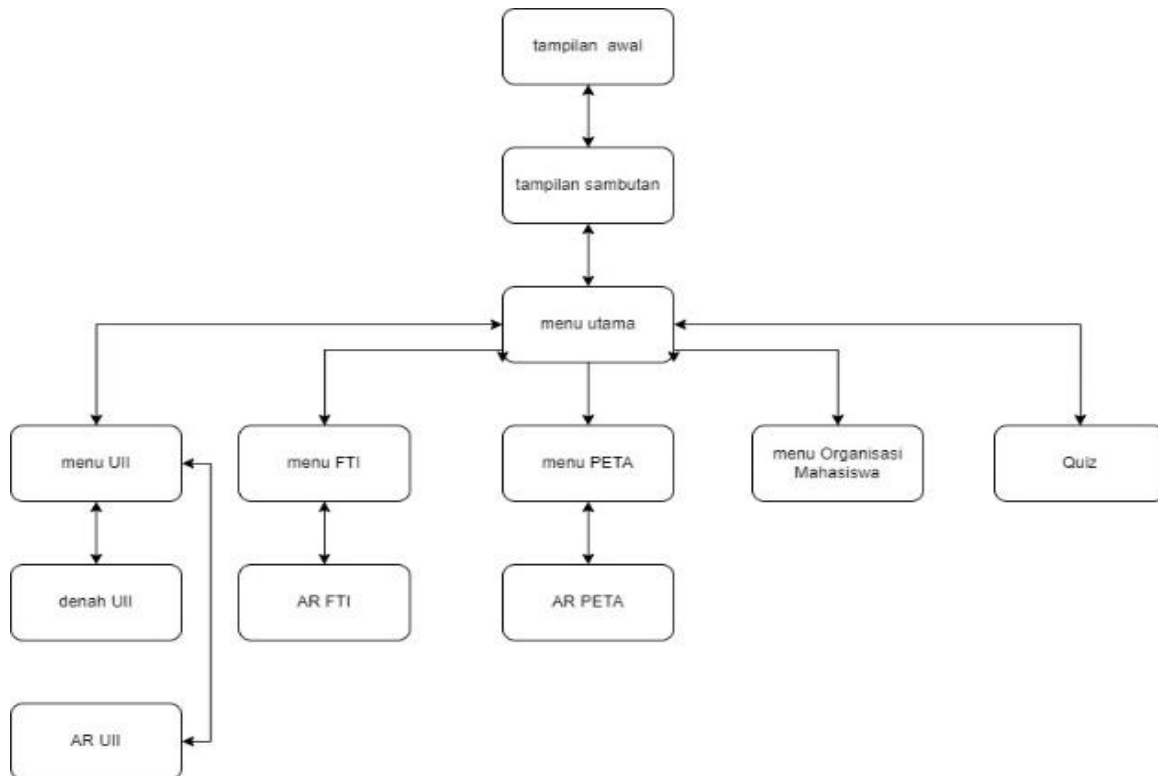 tampilan awal
tampilan sambutan
menu utama
menu UII
menu FTI
menu PETA
menu Organisasi
Mahasiswa
Quiz
denah UII
AR FTI
AR PETA
AR UII